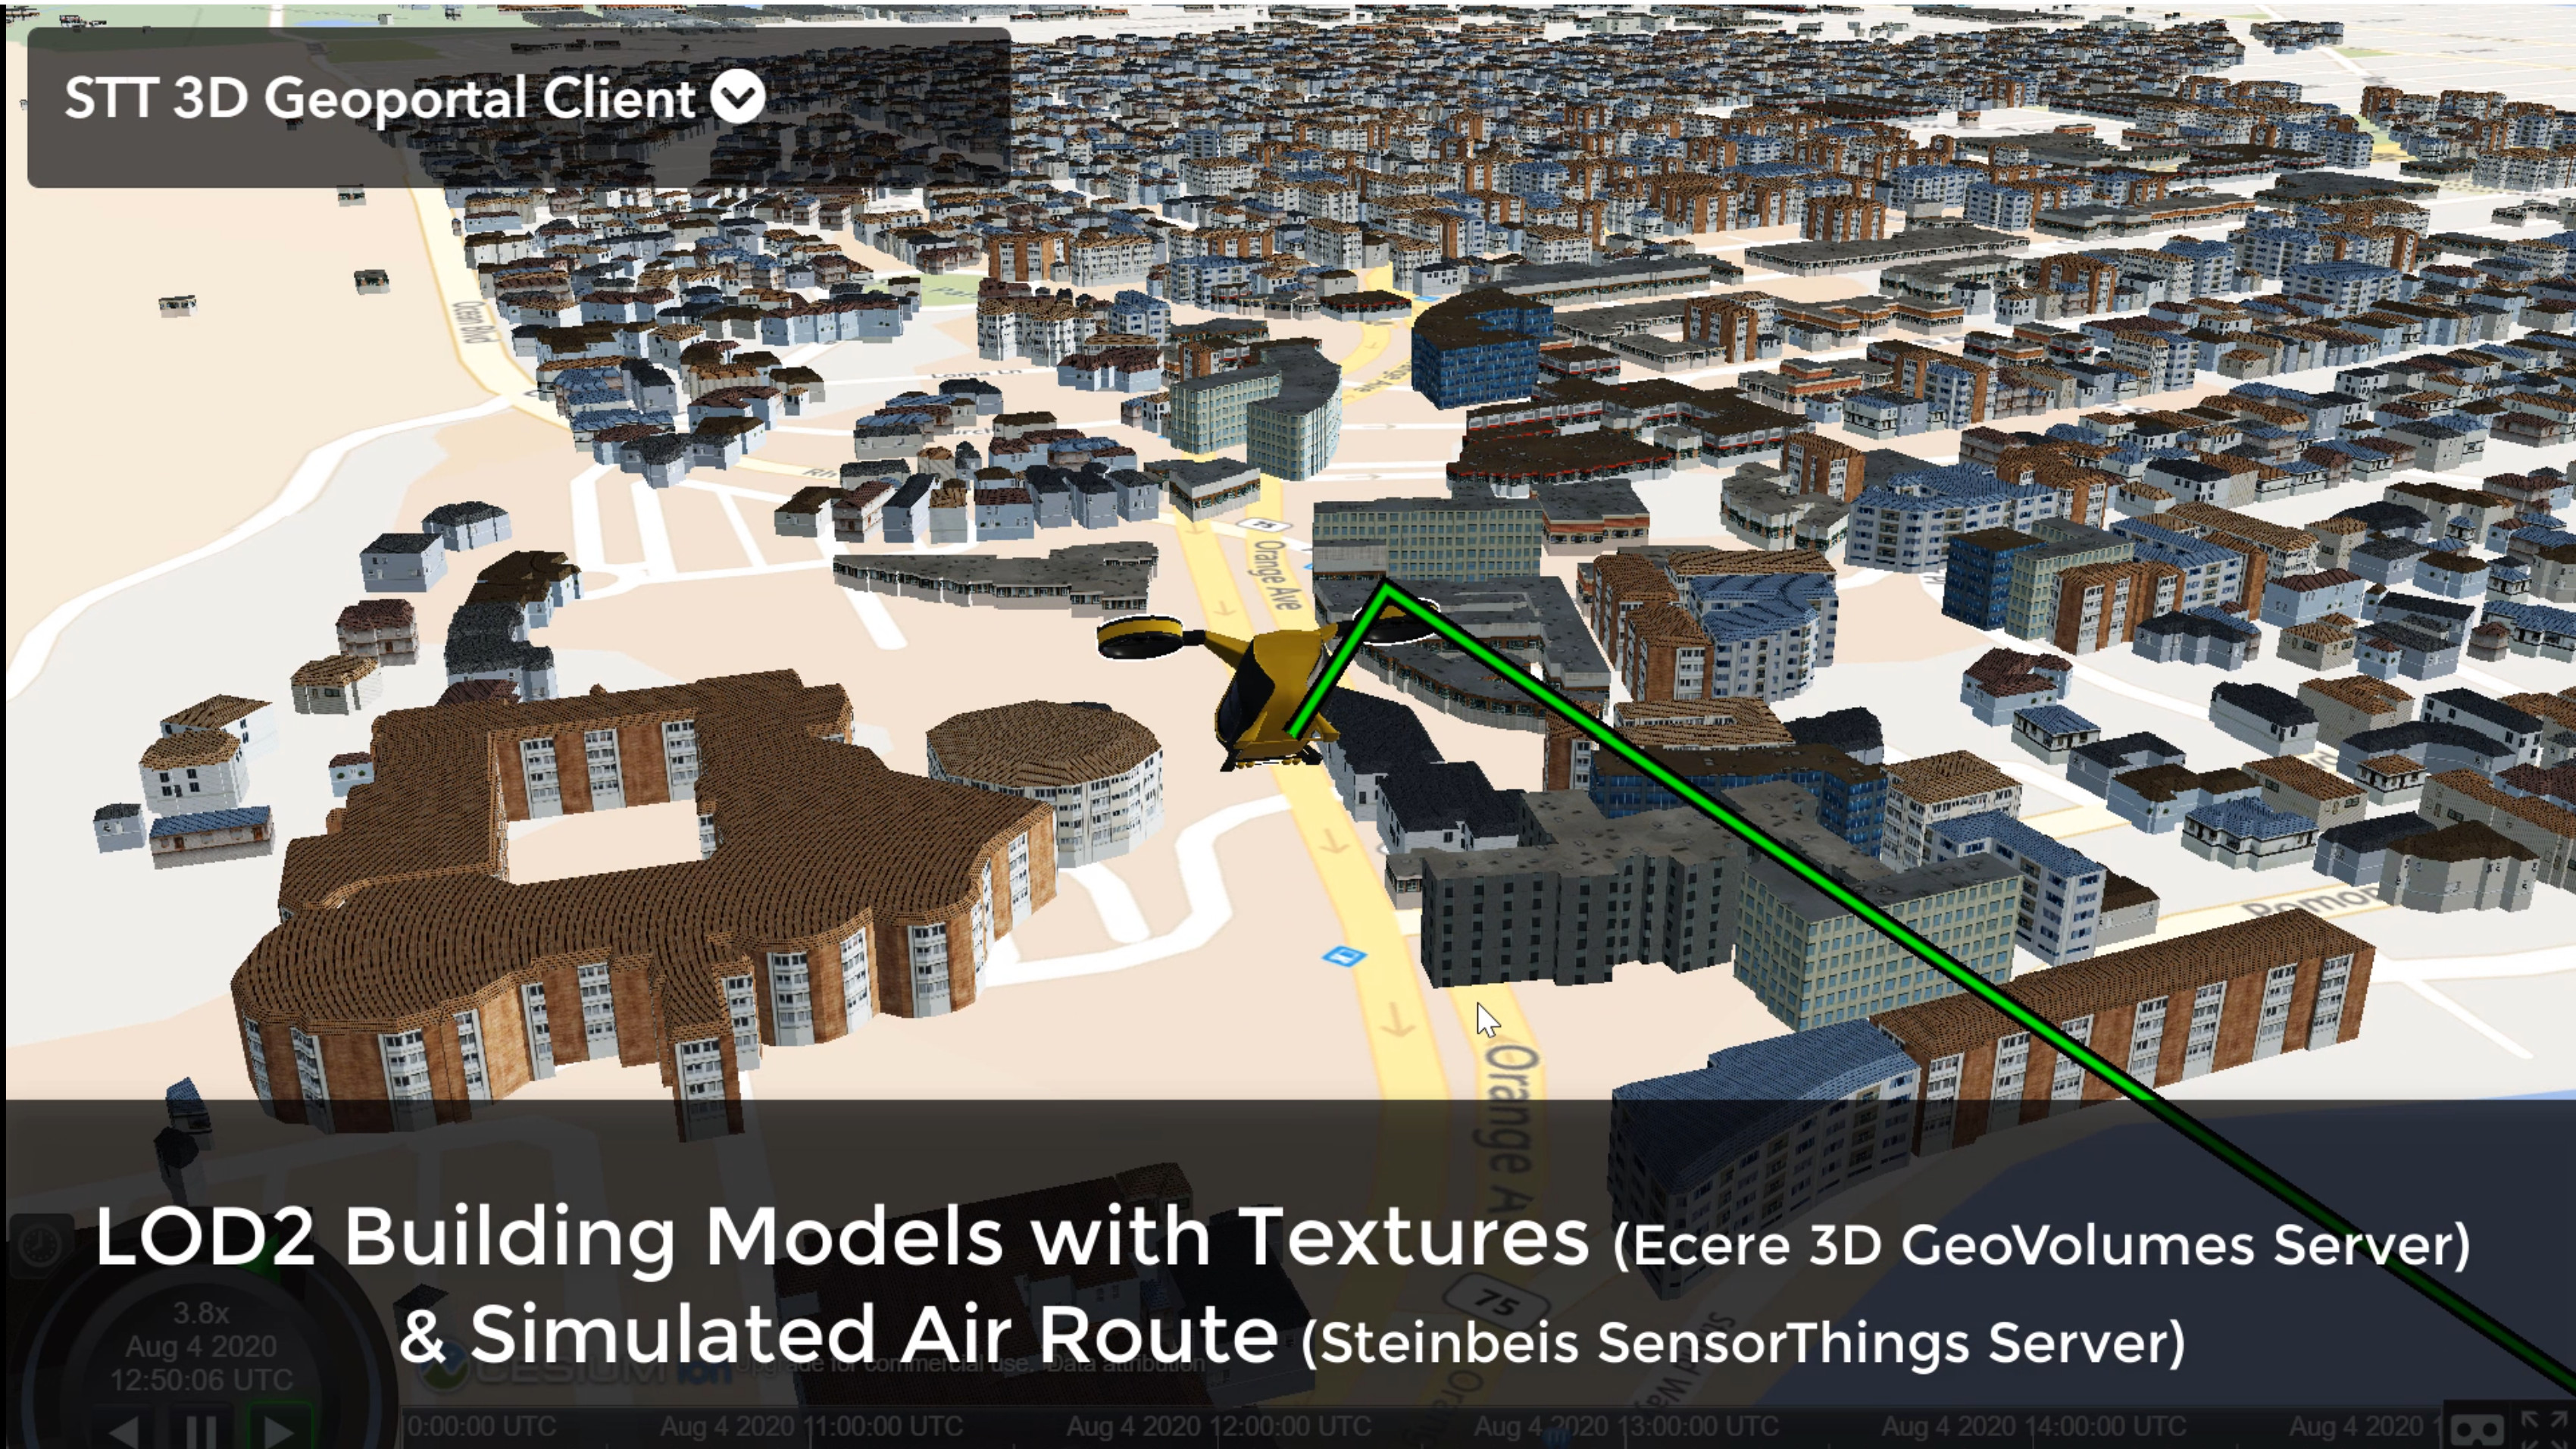 STT 3D Geoportal Client
Ocean Blvd
Loma Ln
75
Orange Ave
Orange A
75
LOD2 Building Models with Textures (Ecere 3D GeoVolumes Server)
& Simulated Air Route (Steinbeis SensorThings Server)
3.8x
Aug 4 2020
12:50:06 UTC
CESIUM ion Upgrade for commercial use. Data attribution
0:00:00 UTC Aug 4 2020 11:00:00 UTC Aug 4 2020 12:00:00 UTC Aug 4 2020 13:00:00 UTC Aug 4 2020 14:00:00 UTC Aug 4 2020 1